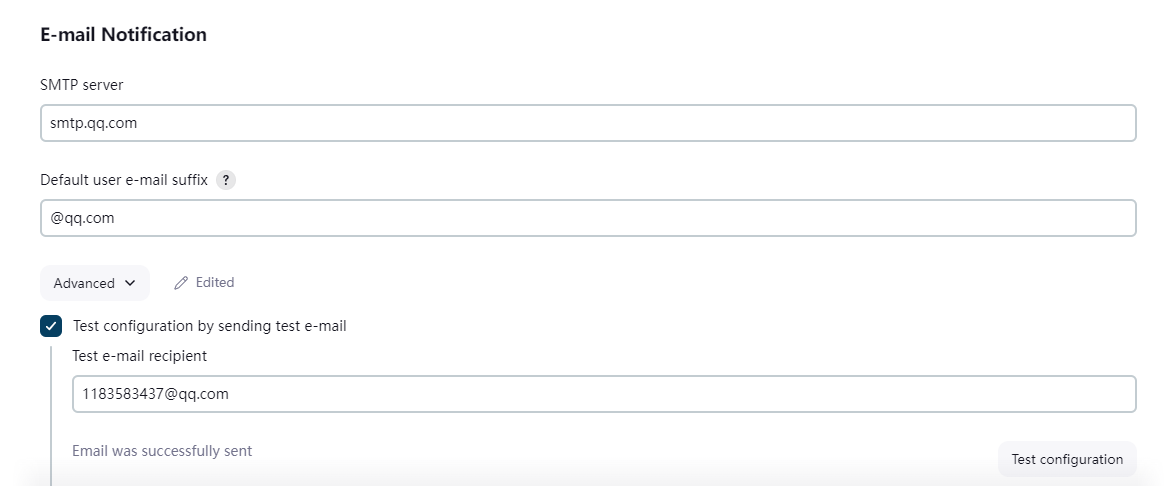 E-mail Notification
SMTP server
smtp.qq.com
Default user e-mail suffix ?
@qq.com
Advanced Edited
Test configuration by sending test e-mail
Test e-mail recipient
1183583437@qq.com
Email was successfully sent
Test configuration